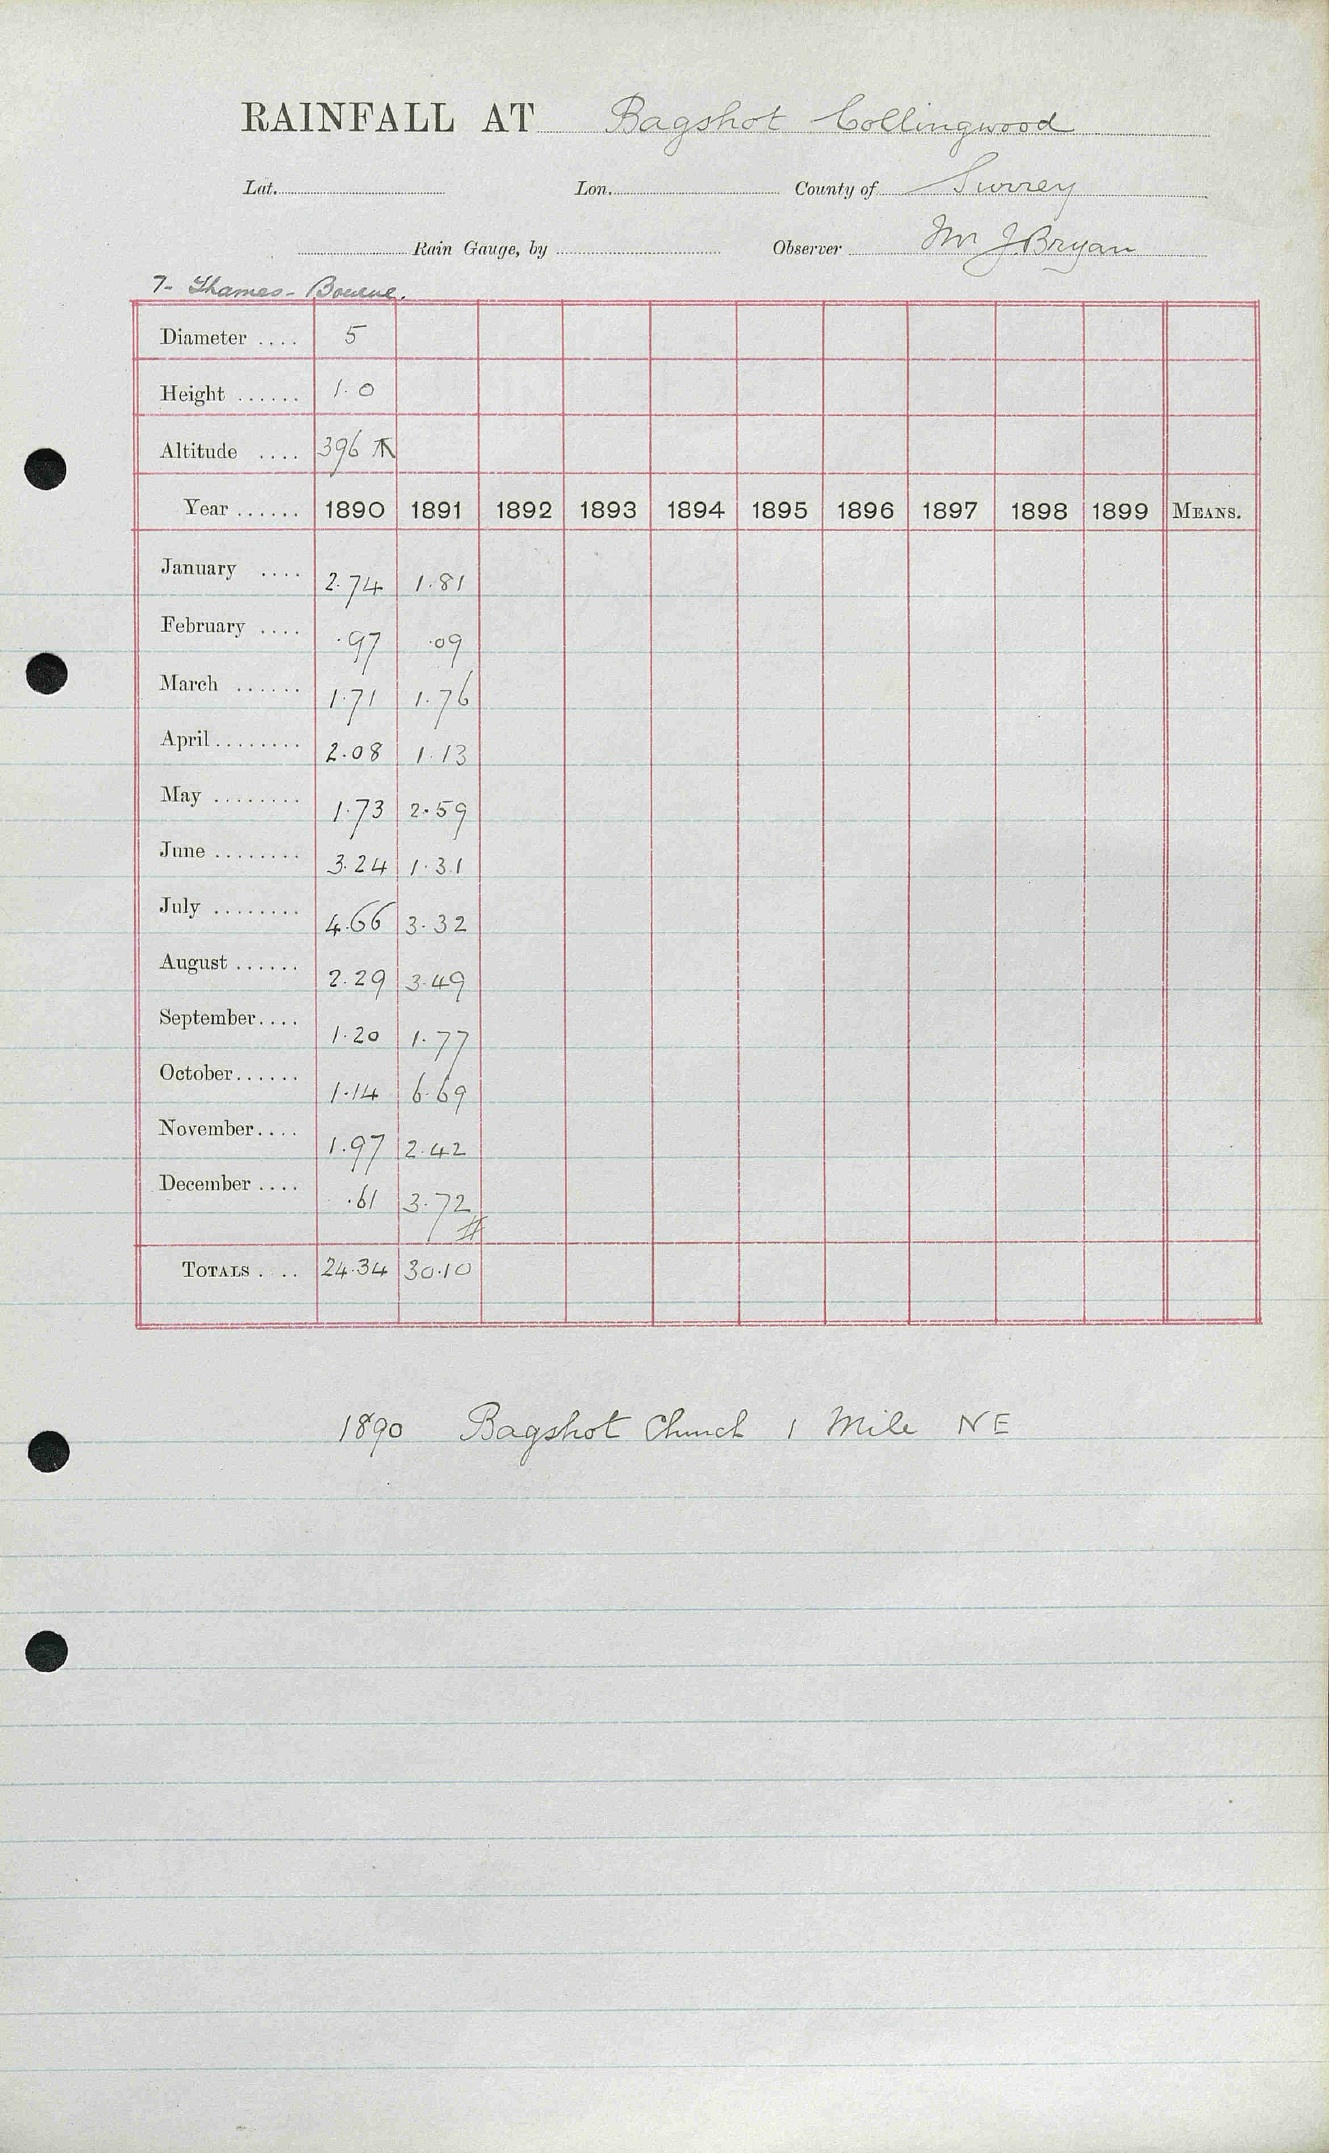 RAINFALL AT Bagshot Collingwood
Lat. Lon. County of Surrey
Rain Gauge, by Observer Mr J. Bryan
7- Thames - Bourne.
Diameter .... 5
Height ...... 1.0
Altitude .... 396
Year ...... 1890 1891 1892 1893 1894 1895 1896 1897 1898 1899 MEANS.
January .... 2.74 1.81
February .... .97 .09
March ...... 1.71 1.76
April ........ 2.08 1.13
May ........ 1.73 2.59
June ........ 3.24 1.31
July ........ 4.66 3.32
August ...... 2.29 3.49
September .... 1.20 1.77
October ...... 1.14 6.69
November .... 1.97 2.42
December .... .61 3.72
TOTALS .... 24.34 30.10
1890 Bagshot Church 1 Mile NE